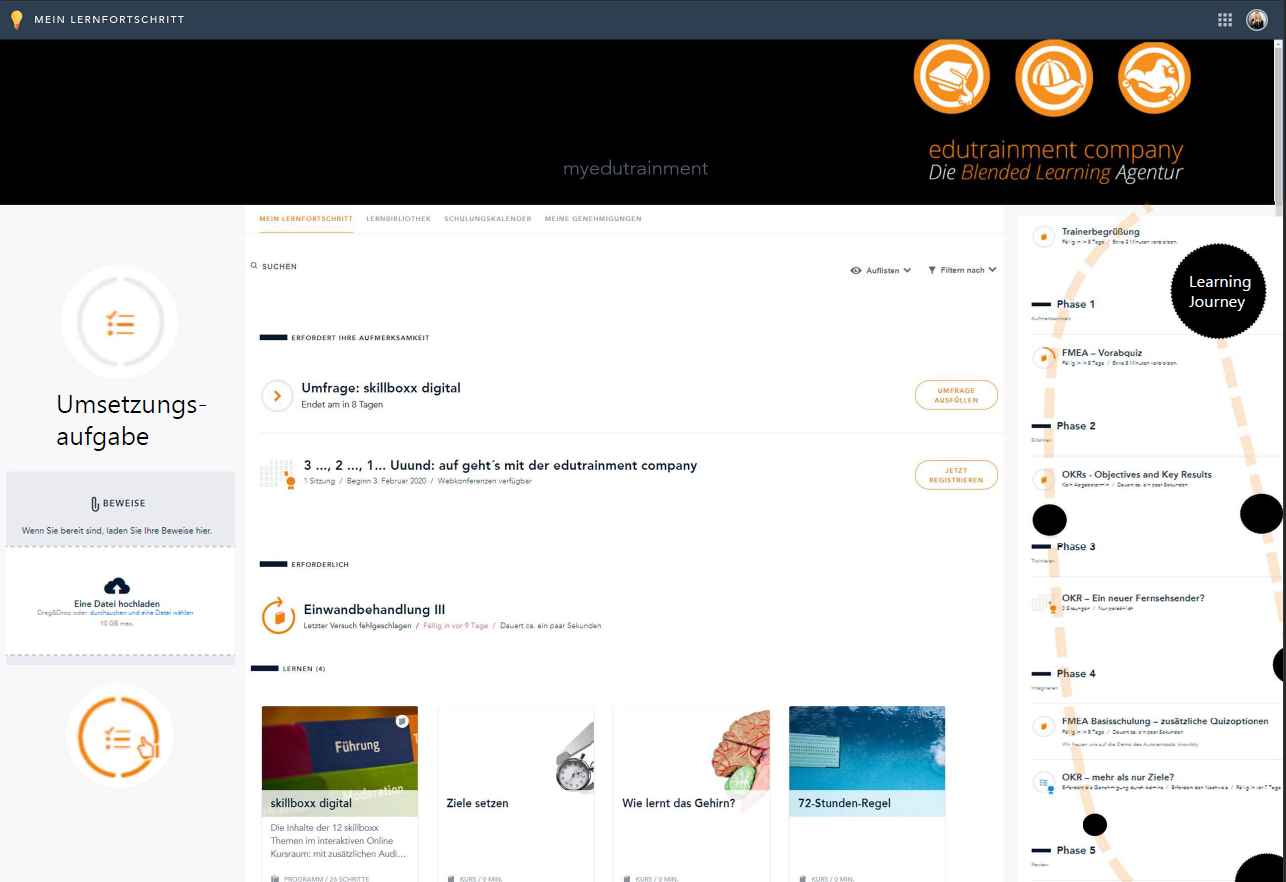 MEIN LERNFORTSCHRITT
myedutrainment
edutrainment company
Die Blended Learning Agentur
MEIN LERNFORTSCHRITT
LERNBIBLIOTHEK
SCHULUNGSKALENDER
MEINE GENEHMIGUNGEN
SUCHEN
Auflisten
Filtern nach
Umsetzungs-
aufgabe
BEWEISE
Wenn Sie bereit sind, laden Sie Ihre Beweise hier.
Eine Datei hochladen
Drag&Drop oder durchsuchen und eine Datei wählen
10 GB max.
ERFORDERT IHRE AUFMERKSAMKEIT
Umfrage: skillboxx digital
Endet am in 8 Tagen
UMFRAGE
AUSFÜLLEN
3 ..., 2 ..., 1... Uuund: auf geht´s mit der edutrainment company
1 Sitzung / Beginn 3. Februar 2020 / Webkonferenzen verfügbar
JETZT
REGISTRIEREN
ERFORDERLICH
Einwandbehandlung III
Letzter Versuch fehlgeschlagen / Fällig in vor 9 Tage / Dauert ca. ein paar Sekunden
LERNEN (4)
Führung
Moderation
skillboxx digital
Die Inhalte der 12 skillboxx
Themen im interaktiven Online
Kursraum: mit zusätzlichen Audi...
PROGRAMM / 26 SCHRITTE
Ziele setzen
KURS / 0 MIN.
Wie lernt das Gehirn?
KURS / 0 MIN.
72-Stunden-Regel
KURS / 0 MIN.
Learning
Journey
Trainerbegrüßung
Fällig in in 8 Tage / Etwa 2 Minuten verbleiben
Phase 1
Aufmerksamkeit
FMEA – Vorabquiz
Fällig in in 8 Tage / Etwa 8 Minuten verbleiben
Phase 2
Erfahren
OKRs - Objectives and Key Results
Kein Abgabetermin / Dauert ca. ein paar Sekunden
Phase 3
Trainieren
OKR – Ein neuer Fernsehsender?
Sitzungen / Nur persönlich
Phase 4
Integrieren
FMEA Basisschulung – zusätzliche Quizoptionen
Fällig in in 8 Tage / Dauert ca. ein paar Sekunden
Wir freuen uns auf die Demo des Autorentools: knowbly.
OKR – mehr als nur Ziele?
Erfordert die Genehmigung durch Admins / Erfordert den Nachweis / Fällig in vor 7 Tage
Phase 5
Review